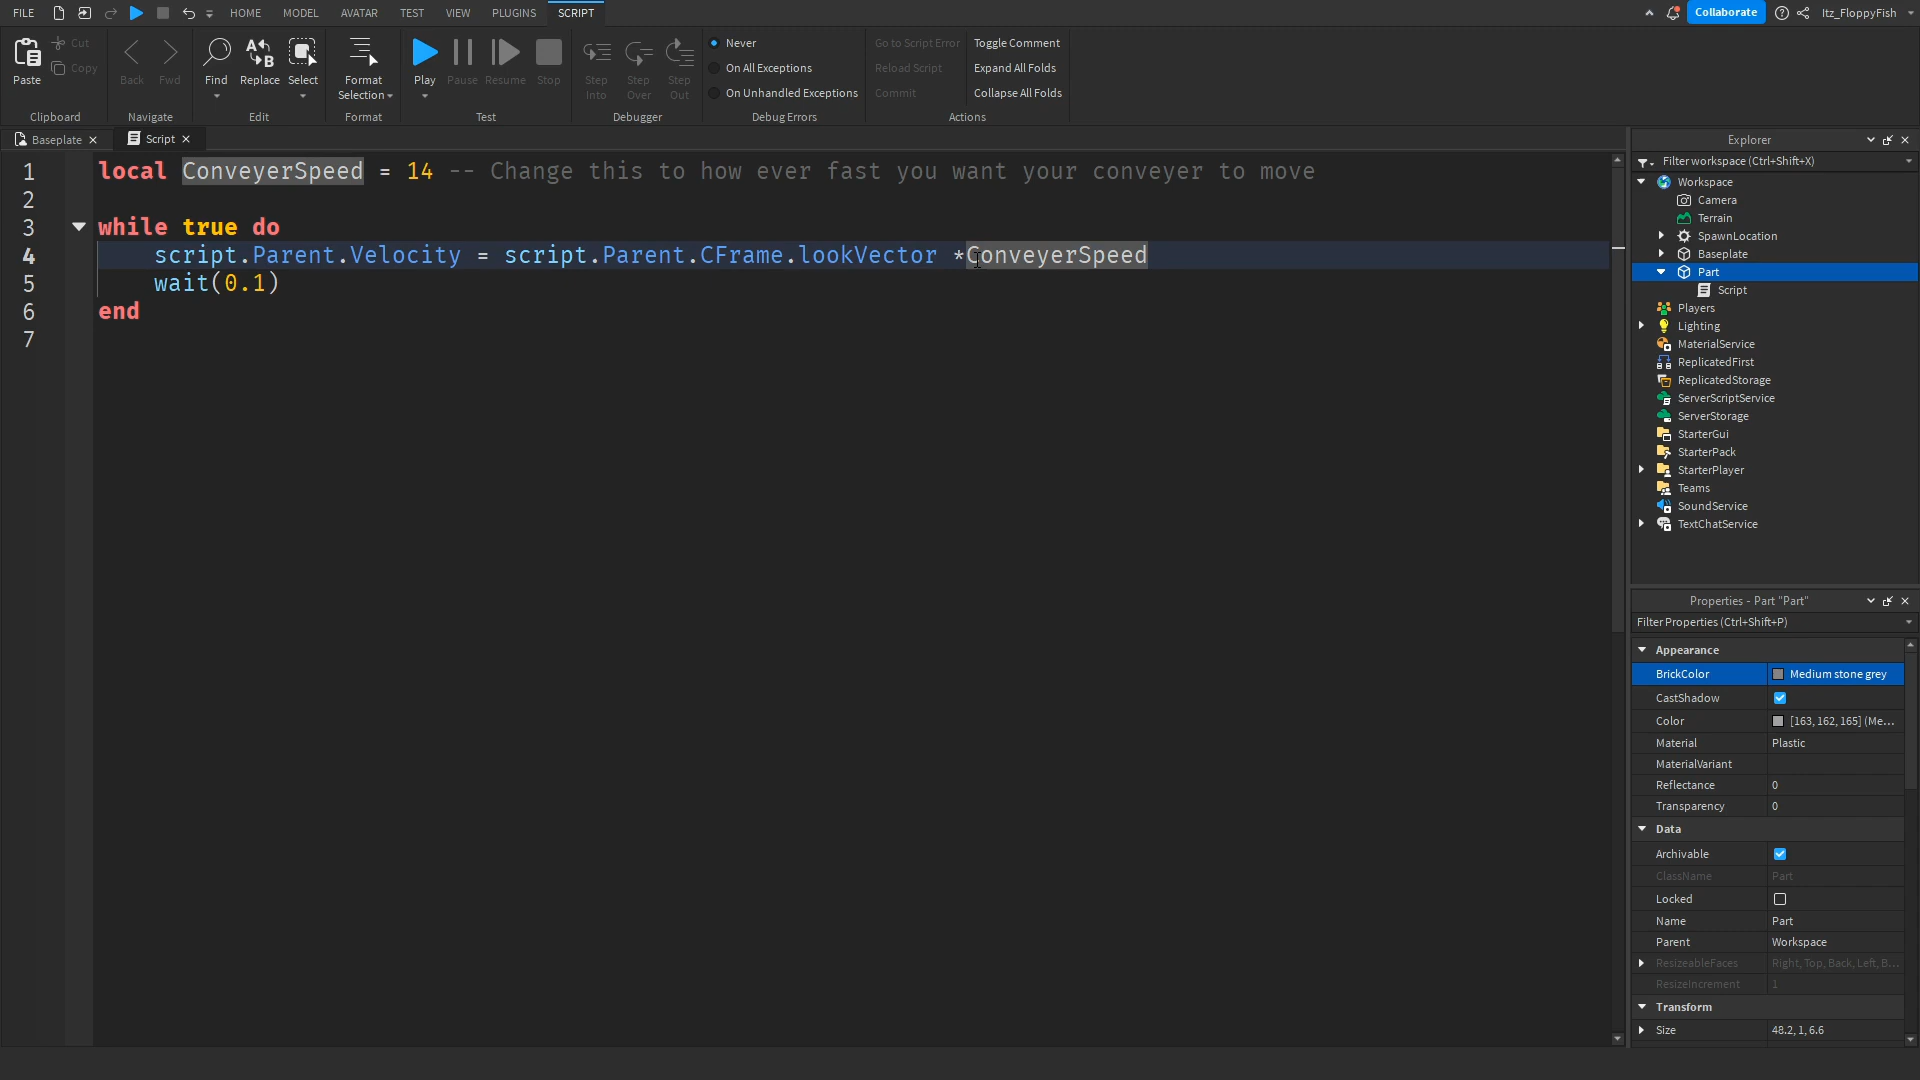 FILE HOME MODEL AVATAR TEST VIEW PLUGINS SCRIPT Collaborate Itz_FloppyFish
Paste Cut Copy
Clipboard
Back Fwd
Navigate
Find Replace Select
Edit
Format Selection
Format
Play Pause Resume Stop
Test
Step Into Step Over Step Out
Debugger
Never
On All Exceptions
On Unhandled Exceptions
Debug Errors
Go to Script Error Toggle Comment
Reload Script Expand All Folds
Commit Collapse All Folds
Actions
Baseplate Script
1 local ConveyerSpeed = 14 -- Change this to how ever fast you want your conveyer to move
2
3 while true do
4 script.Parent.Velocity = script.Parent.CFrame.lookVector *ConveyerSpeed
5 wait(0.1)
6 end
7
Explorer
Filter workspace (Ctrl+Shift+X)
Workspace
Camera
Terrain
SpawnLocation
Baseplate
Part
Script
Players
Lighting
MaterialService
ReplicatedFirst
ReplicatedStorage
ServerScriptService
ServerStorage
StarterGui
StarterPack
StarterPlayer
Teams
SoundService
TextChatService
Properties - Part "Part"
Filter Properties (Ctrl+Shift+P)
Appearance
BrickColor Medium stone grey
CastShadow
Color [163, 162, 165] (Me...
Material Plastic
MaterialVariant
Reflectance 0
Transparency 0
Data
Archivable
ClassName Part
Locked
Name Part
Parent Workspace
ResizeableFaces Right, Top, Back, Left, B...
ResizeIncrement 1
Transform
Size 48.2, 1, 6.6